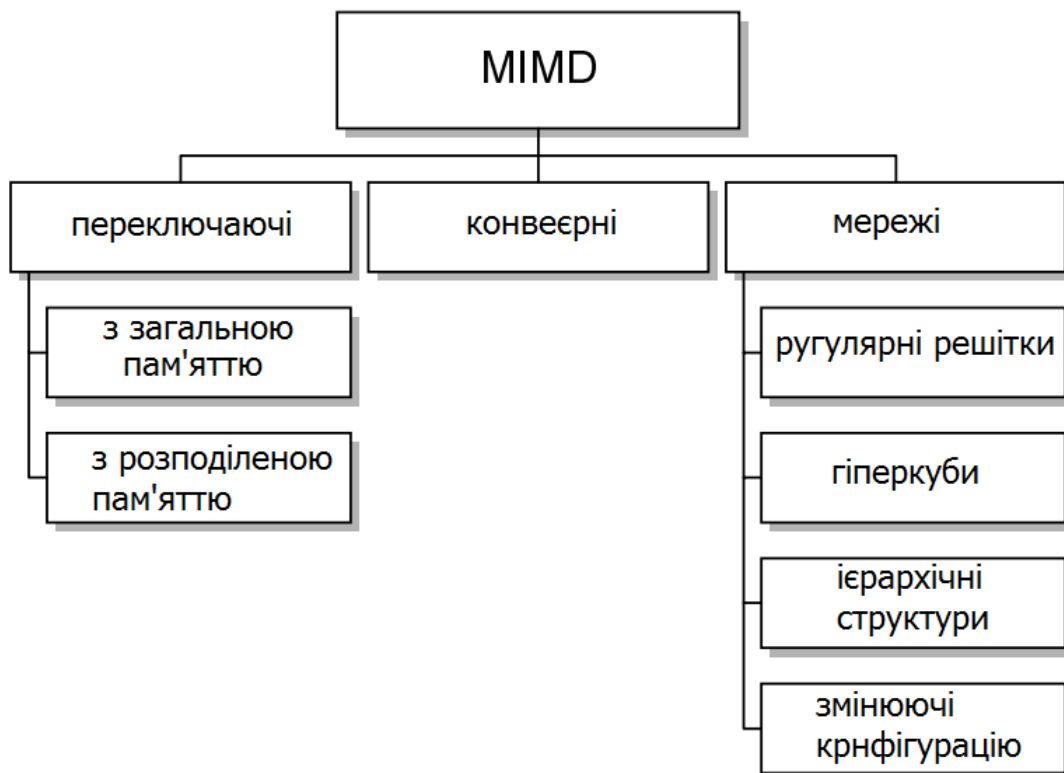 MIMD
переключаючі
конвеєрні
мережі
з загальною
пам'яттю
з розподіленою
пам'яттю
ругулярні решітки
гіперкуби
ієрархічні
структури
змінюючі
крнфігурацію